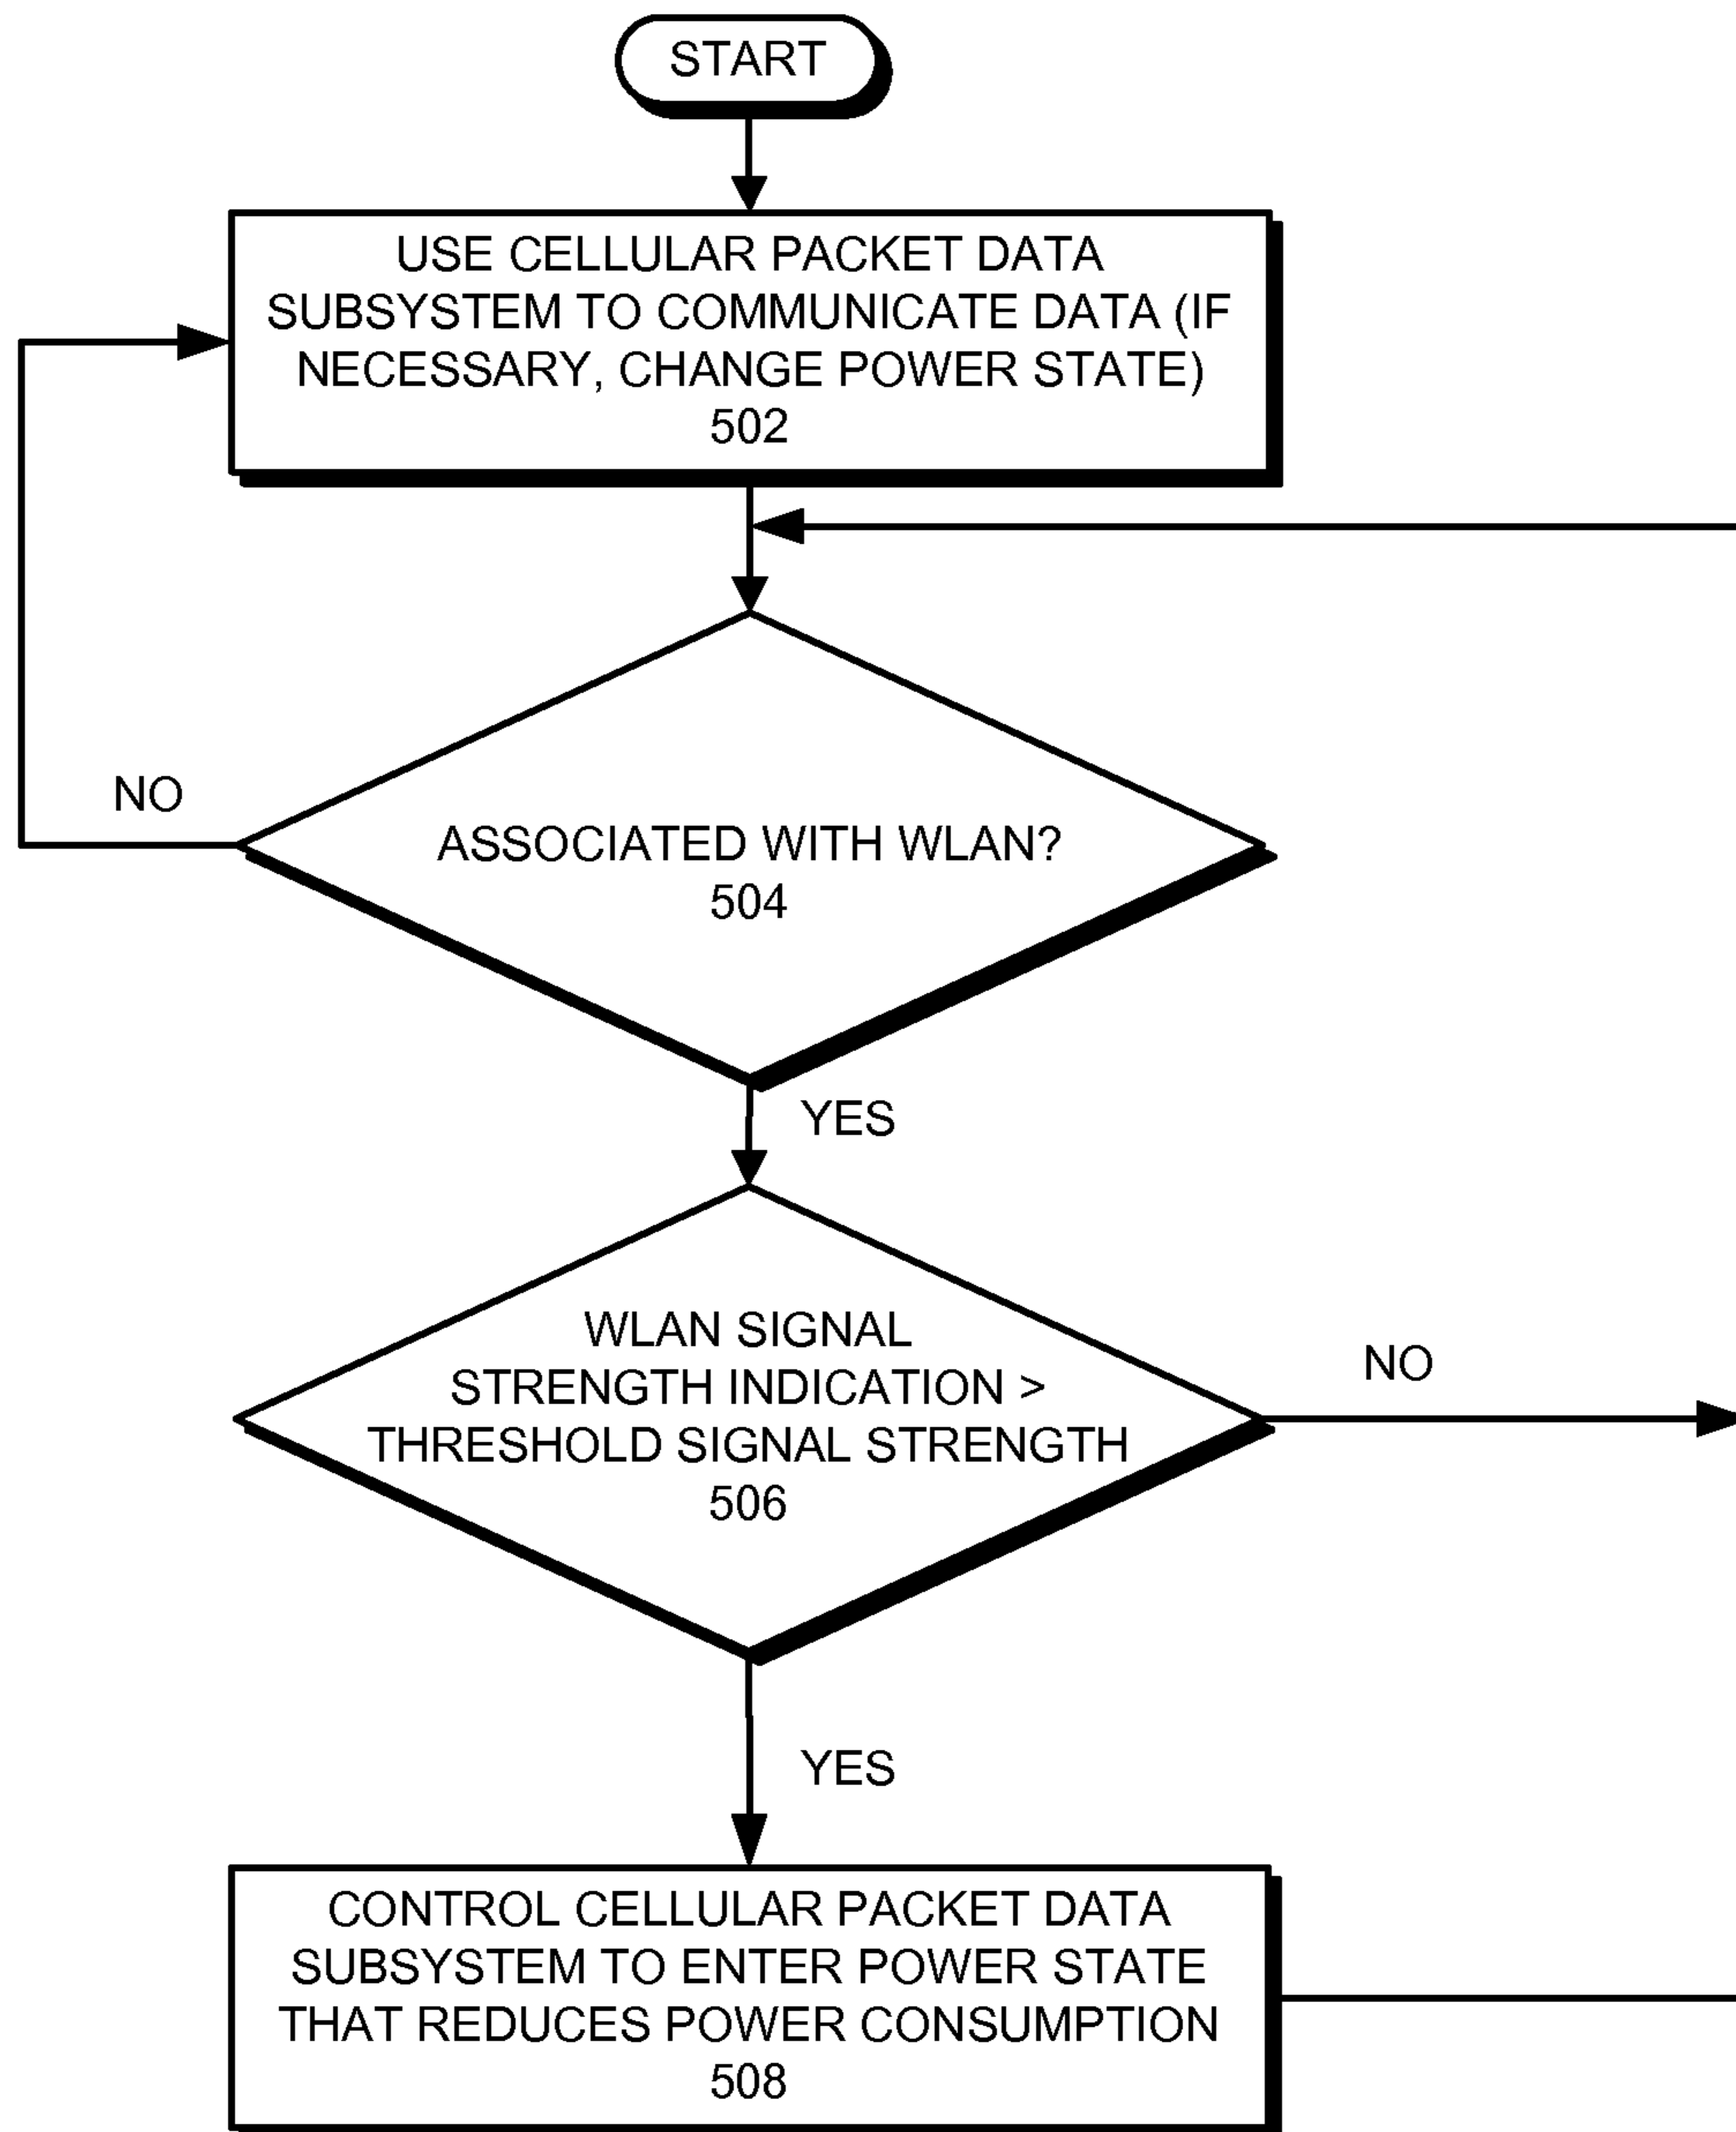 START
USE CELLULAR PACKET DATA
SUBSYSTEM TO COMMUNICATE DATA (IF
NECESSARY, CHANGE POWER STATE)
502
NO
ASSOCIATED WITH WLAN?
504
YES
WLAN SIGNAL
STRENGTH INDICATION >
THRESHOLD SIGNAL STRENGTH
506
NO
YES
CONTROL CELLULAR PACKET DATA
SUBSYSTEM TO ENTER POWER STATE
THAT REDUCES POWER CONSUMPTION
508